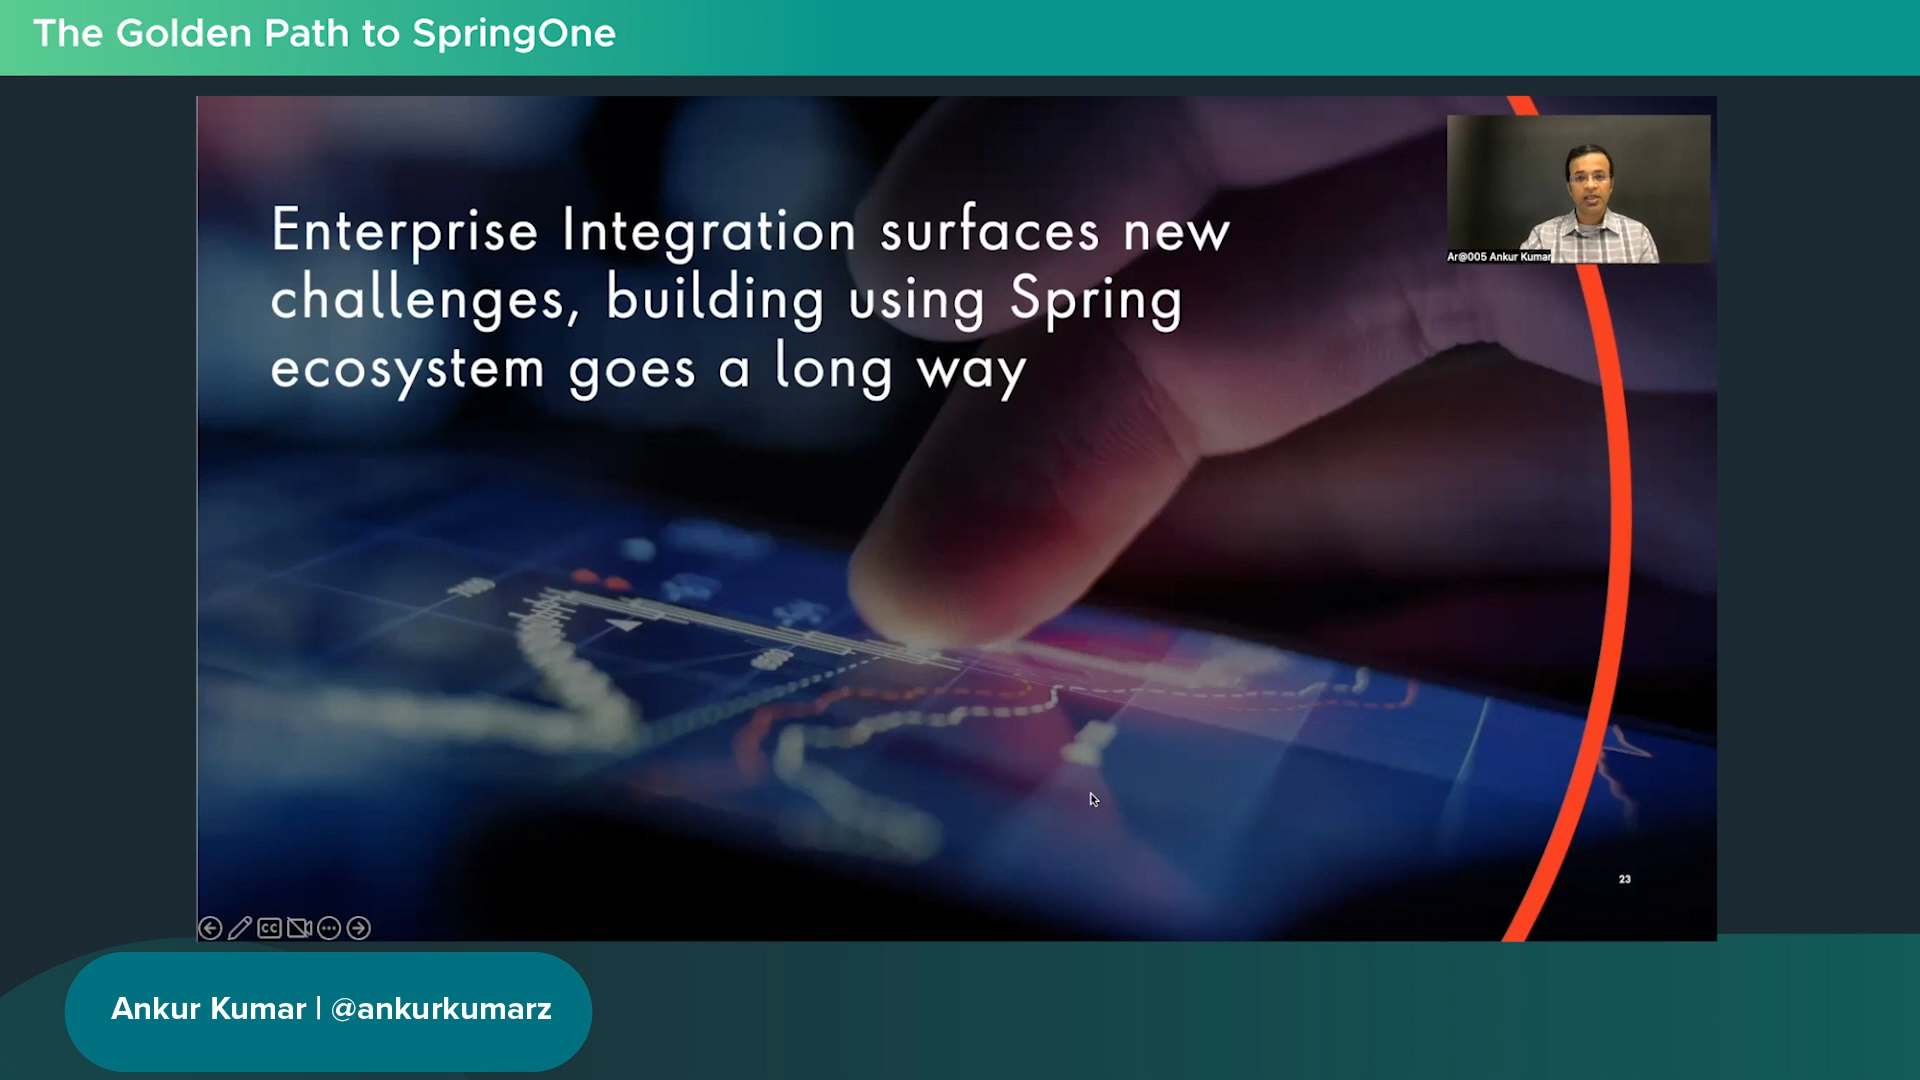 The Golden Path to SpringOne
Enterprise Integration surfaces new
challenges, building using Spring
ecosystem goes a long way
Ar@005 Ankur Kumar
23
CC
Ankur Kumar | @ankurkumarz